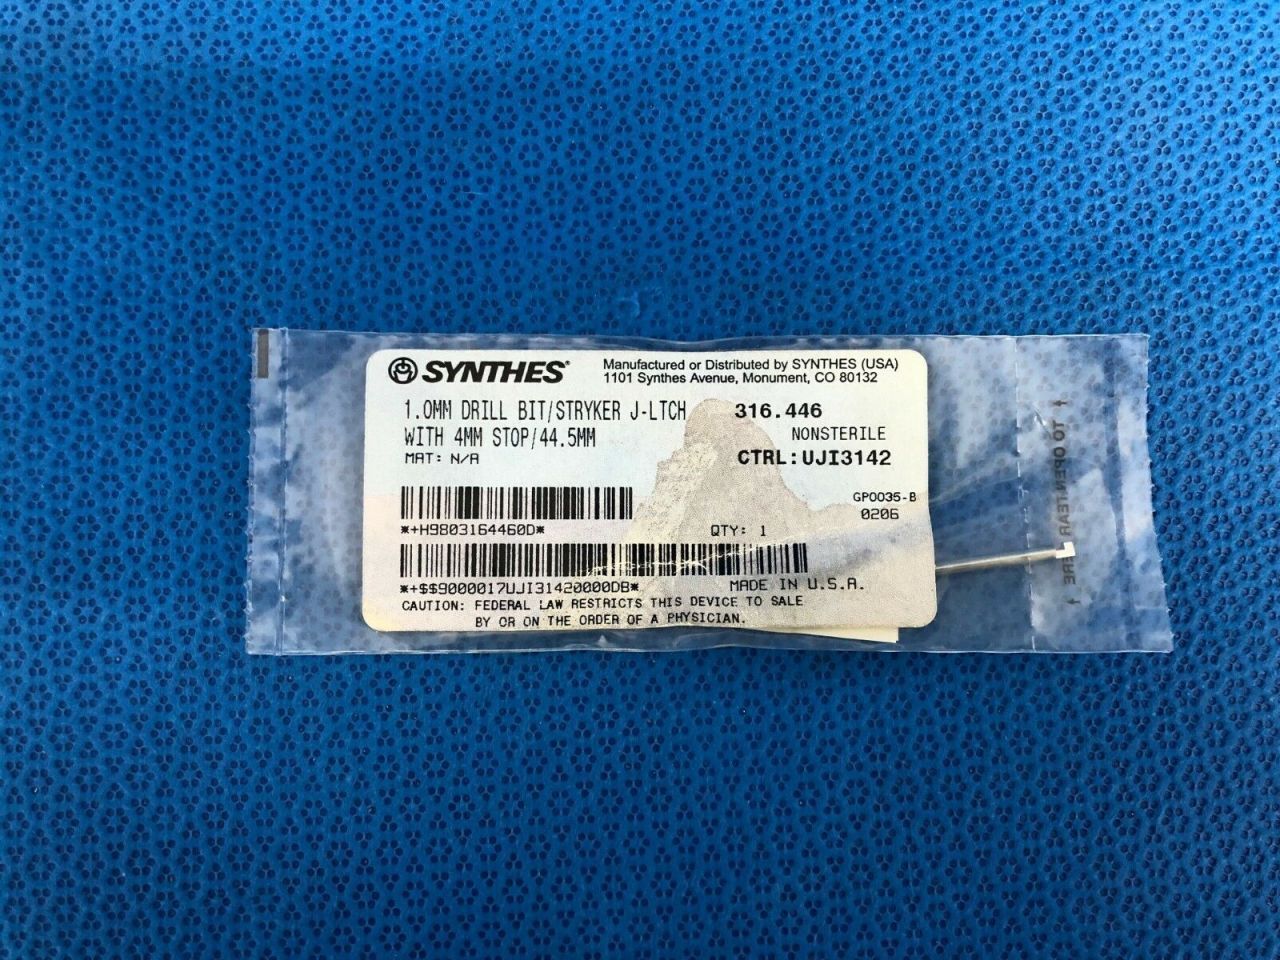 SYNTHES®
Manufactured or Distributed by SYNTHES (USA)
1101 Synthes Avenue, Monument, CO 80132
1.0MM DRILL BIT/STRYKER J-LTCH 316.446
WITH 4MM STOP/44.5MM NONSTERILE
MAT: N/A CTRL:UJI3142
GP0035-B
*+H9803164460D* QTY: 1 0206
*+$$9000017UJI31420000DB* MADE IN U.S.A.
CAUTION: FEDERAL LAW RESTRICTS THIS DEVICE TO SALE
BY OR ON THE ORDER OF A PHYSICIAN.
TO OPEN TEAR HERE